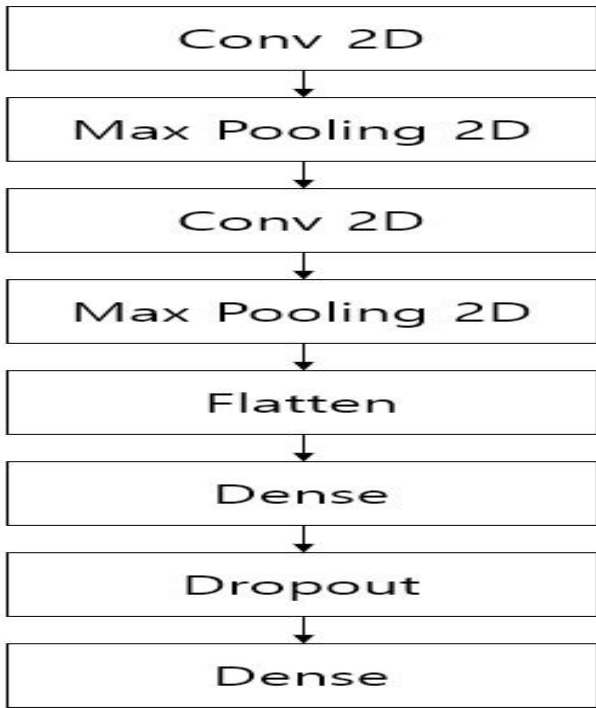 Conv 2D
Max Pooling 2D
Conv 2D
Max Pooling 2D
Flatten
Dense
Dropout
Dense